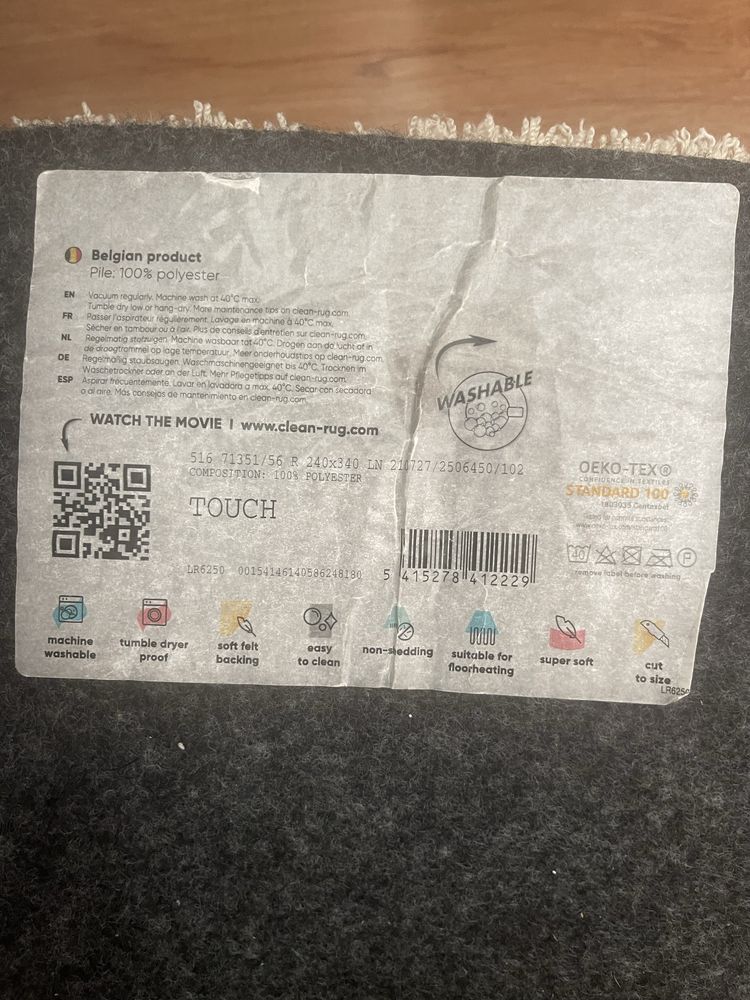 Belgian product
Pile: 100% polyester
EN Vacuum regularly. Machine wash at 40°C max.
Tumble dry low or hang-dry. More maintenance tips on clean-rug.com
FR Passer l'aspirateur régulièrement. Lavage en machine à 40°C max.
Sécher en tambour ou à l'air. Plus de conseils d'entretien sur clean-rug.com
NL Regelmatig stofzuigen. Machine wasbaar tot 40°C. Drogen aan de lucht of in
de droogtrommel op lage temperatuur. Meer onderhoudstips op clean-rug.com.
DE Regelmäßig staubsaugen. Waschmaschinengeeignet bis 40°C. Trocknen im
Wäschetrockner oder an der Luft. Mehr Pflegetipps auf clean-rug.com.
ESP Aspirar frecuentemente. Lavar en lavadora a max. 40°C. Secar con secadora
o al aire. Más consejos de mantenimiento en clean-rug.com
WATCH THE MOVIE | www.clean-rug.com
WASHABLE
516 71351/56 R 240x340 LN 210727/2506450/102
COMPOSITION: 100% POLYESTER
TOUCH
OEKO-TEX®
CONFIDENCE IN TEXTILES
STANDARD 100
1803035 Centexbel
LR6250 00154146140586248180
5 415278 412229
remove label before washing
machine washable
tumble dryer proof
soft felt backing
easy to clean
non-shedding
suitable for floorheating
super soft
cut to size
LR6250